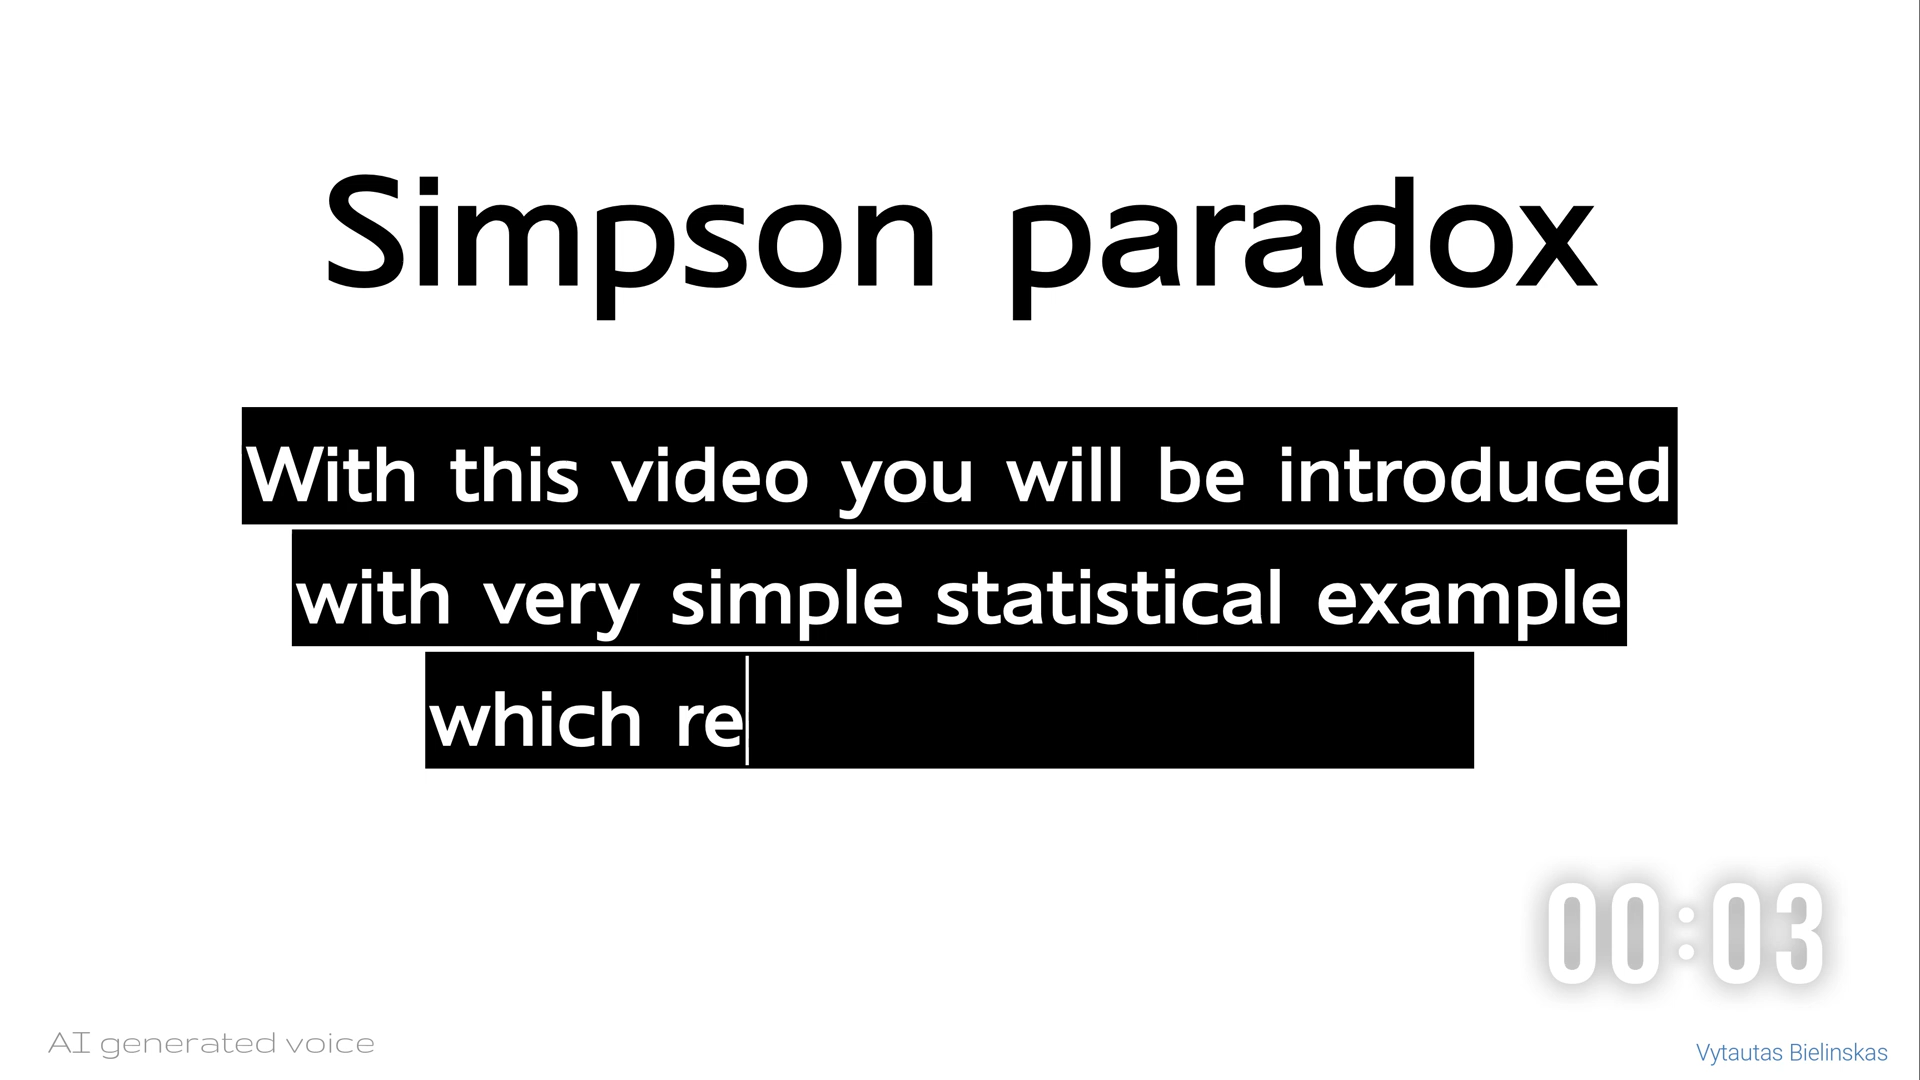 Simpson paradox
With this video you will be introduced
with very simple statistical example
which re
00:03
AI generated voice
Vytautas Bielinskas